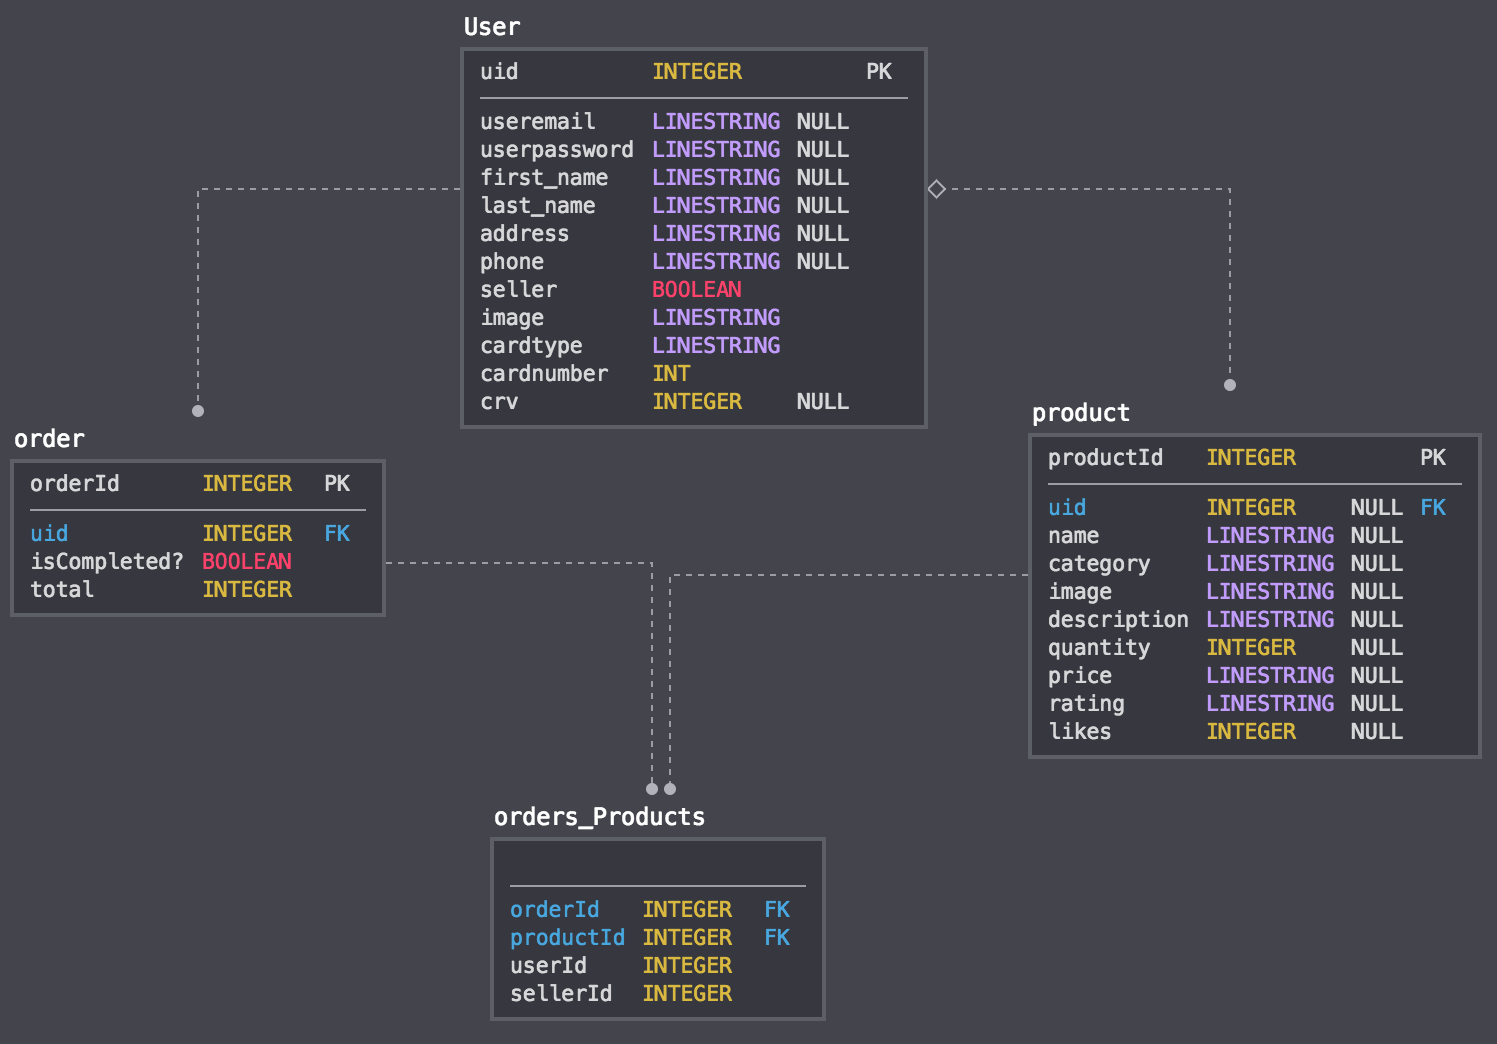 User
uid INTEGER PK
useremail LINESTRING NULL
userpassword LINESTRING NULL
first_name LINESTRING NULL
last_name LINESTRING NULL
address LINESTRING NULL
phone LINESTRING NULL
seller BOOLEAN
image LINESTRING
cardtype LINESTRING
cardnumber INT
crv INTEGER NULL
order
orderId INTEGER PK
uid INTEGER FK
isCompleted? BOOLEAN
total INTEGER
product
productId INTEGER PK
uid INTEGER NULL FK
name LINESTRING NULL
category LINESTRING NULL
image LINESTRING NULL
description LINESTRING NULL
quantity INTEGER NULL
price LINESTRING NULL
rating LINESTRING NULL
likes INTEGER NULL
orders_Products
orderId INTEGER FK
productId INTEGER FK
userId INTEGER
sellerId INTEGER